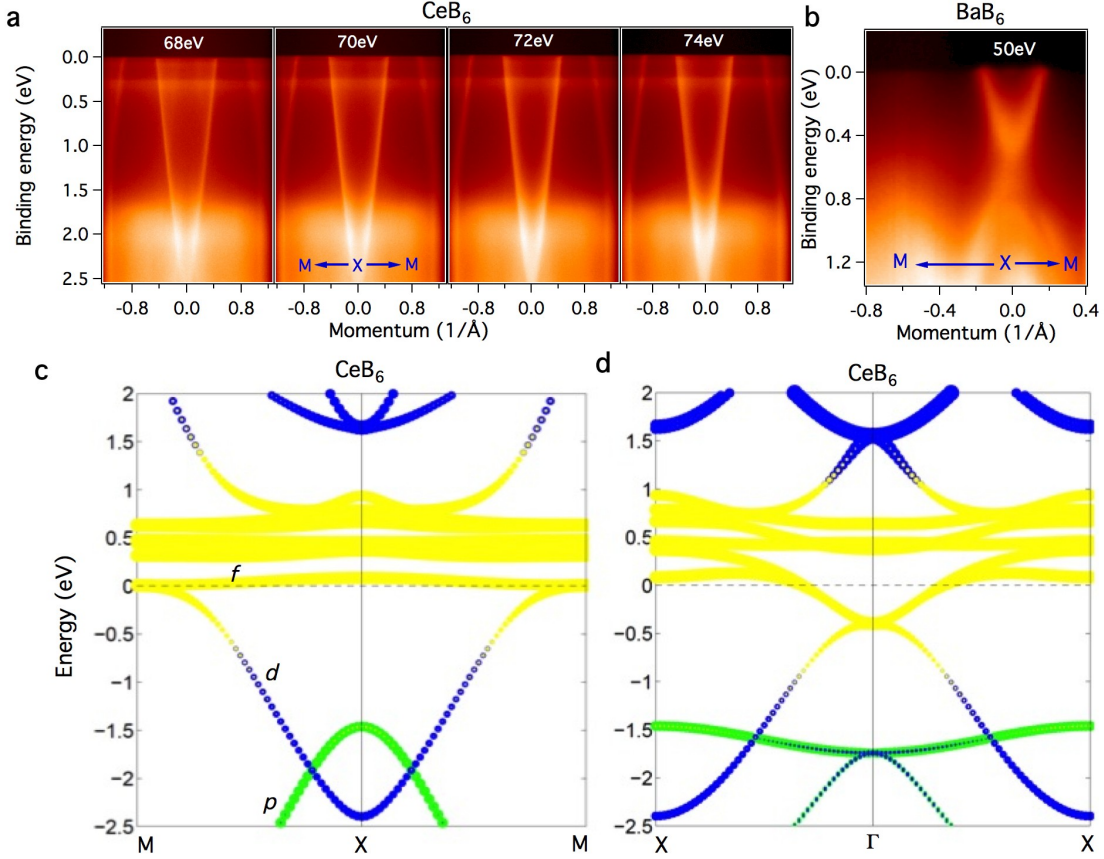 a
CeB6
b
BaB6
68eV
70eV
72eV
74eV
50eV
Binding energy (eV)
0.0
0.5
1.0
1.5
2.0
2.5
M X M
-0.8 0.0 0.8 -0.8 0.0 0.8 -0.8 0.0 0.8 -0.8 0.0 0.8
Momentum (1/Å)
Binding energy (eV)
0.0
0.4
0.8
1.2
M X M
-0.8 -0.4 0.0 0.4
Momentum (1/Å)
c
CeB6
d
CeB6
Energy (eV)
2
1.5
1
0.5
0
−0.5
−1
−1.5
−2
−2.5
f
d
p
M X M
2
1.5
1
0.5
0
−0.5
−1
−1.5
−2
−2.5
X Γ X